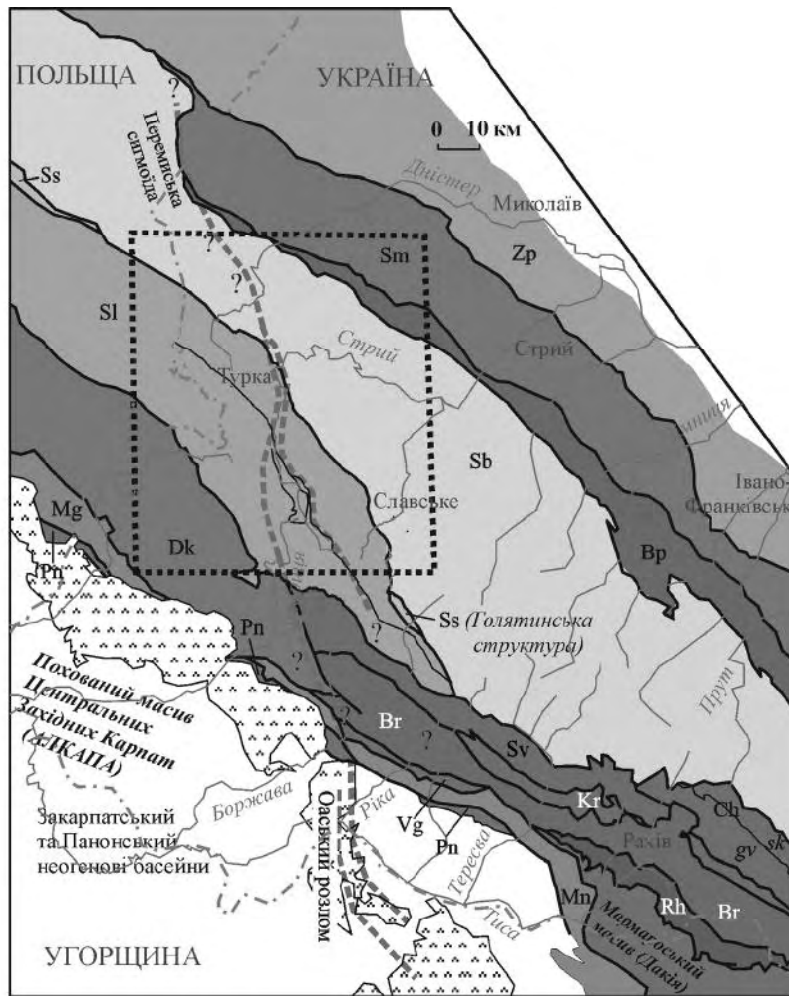 ПОЛЬЩА
УКРАЇНА
?
0 10 км
Перемиська
сигмоїда
Ss
Дністер
Миколаїв
Zp
Sm
?
?
Sl
Стрий
Стрий
Турка
Sb
Івано-
Франківськ
Славське
Mg
Pn
Dk
Bp
Ss (Голятинська
структура)
?
Pn
?
Прут
Похований масив
Центральних
Західних Карпат
(АЛКАПА)
?
Br
?
Sv
Kr
Ch
Боржава
Ріка
Vg
gv
sk
Закарпатський
та Панонський
неогенові басейни
Оаський розлом
Pn
Рахів
Тересва
Тиса
Mn
Rh
Br
Мармароський
масив (Дакія)
УГОРЩИНА